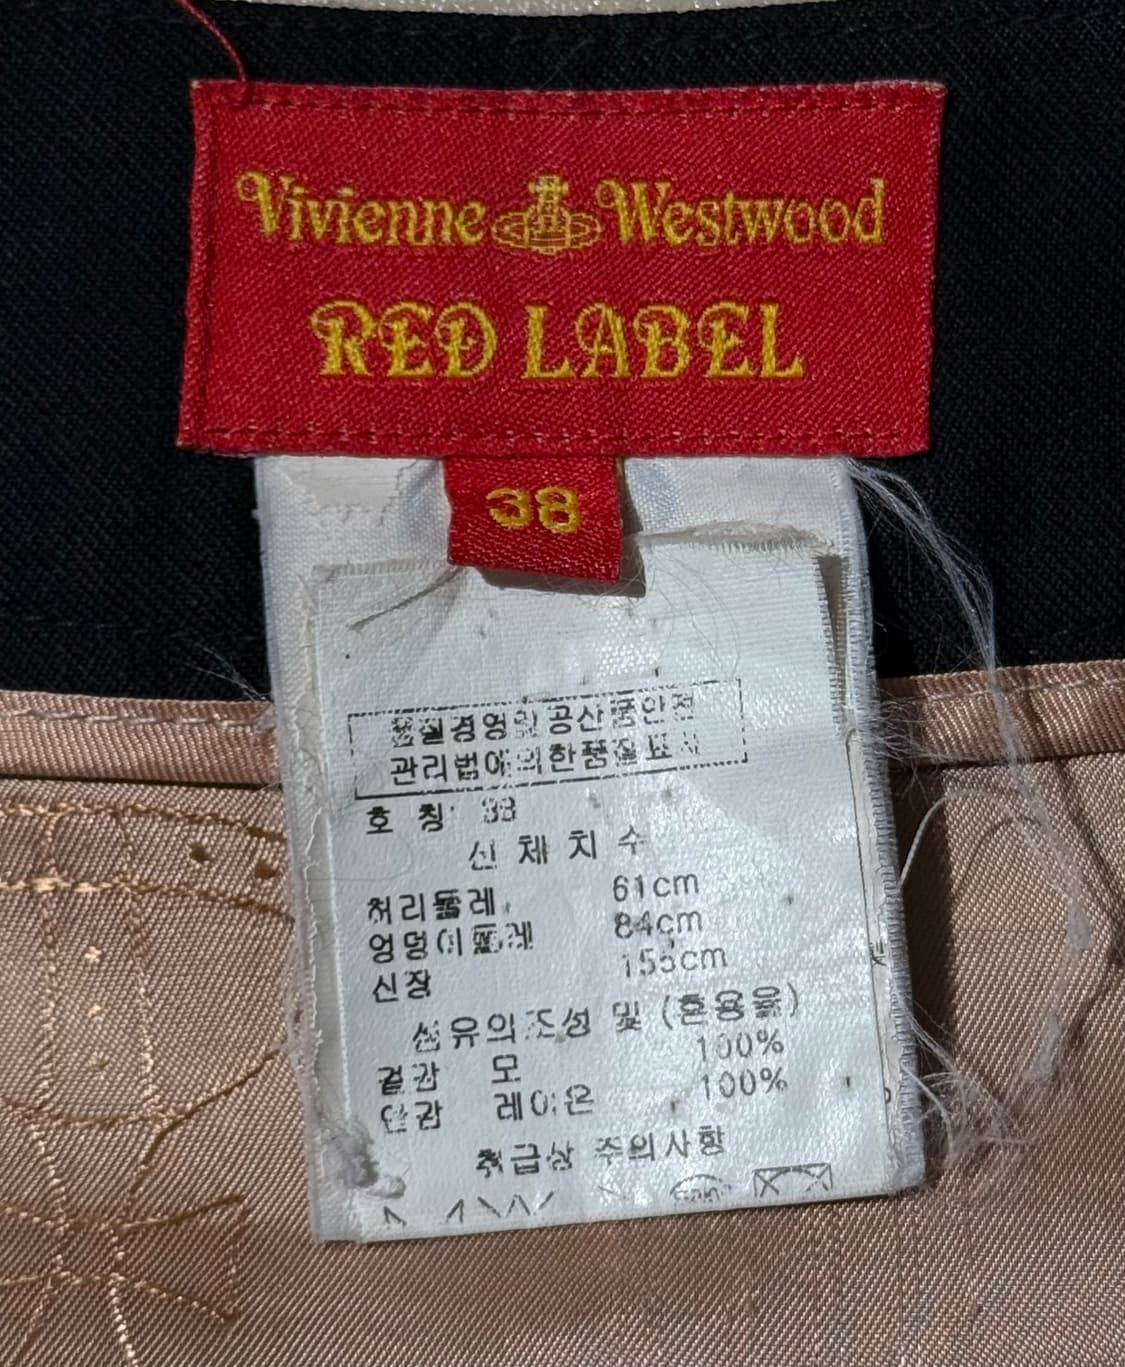 Vivienne Westwood
RED LABEL
38
품질경영및공산품안전
관리법에의한품질표시
호 칭: 38
신 체 치 수
허리둘레 61cm
엉덩이둘레 84cm
신장 155cm
섬유의조성 및 (혼용율)
100%
겉감 모
100%
안감 레이온
취급상 주의사항